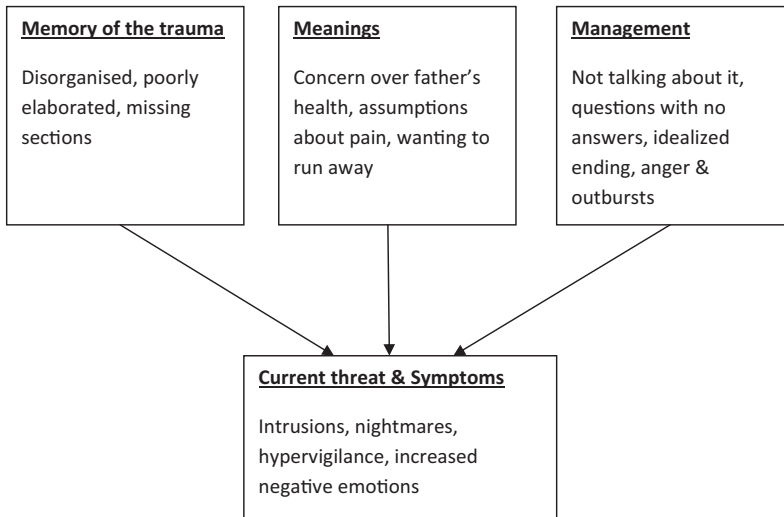 Memory of the trauma
Disorganised, poorly
elaborated, missing
sections
Meanings
Concern over father’s
health, assumptions
about pain, wanting to
run away
Management
Not talking about it,
questions with no
answers, idealized
ending, anger &
outbursts
Current threat & Symptoms
Intrusions, nightmares,
hypervigilance, increased
negative emotions